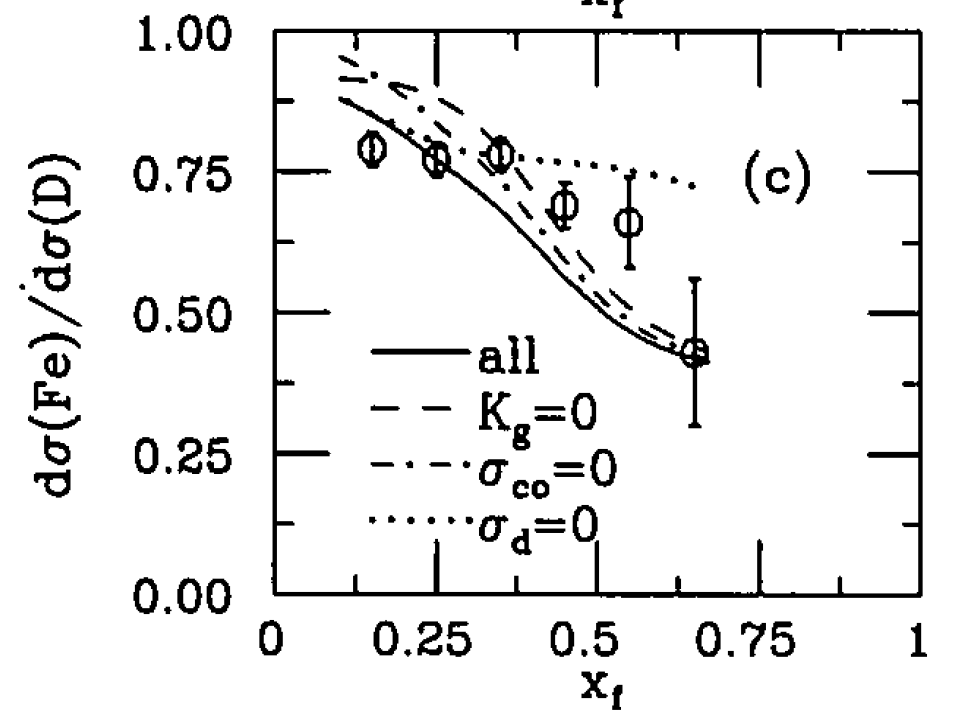 x_f
1.00
0.75
0.50
0.25
0.00
dσ(Fe)/dσ(D)
(c)
all
K_g=0
σ_co=0
σ_d=0
0 0.25 0.5 0.75 1
x_f